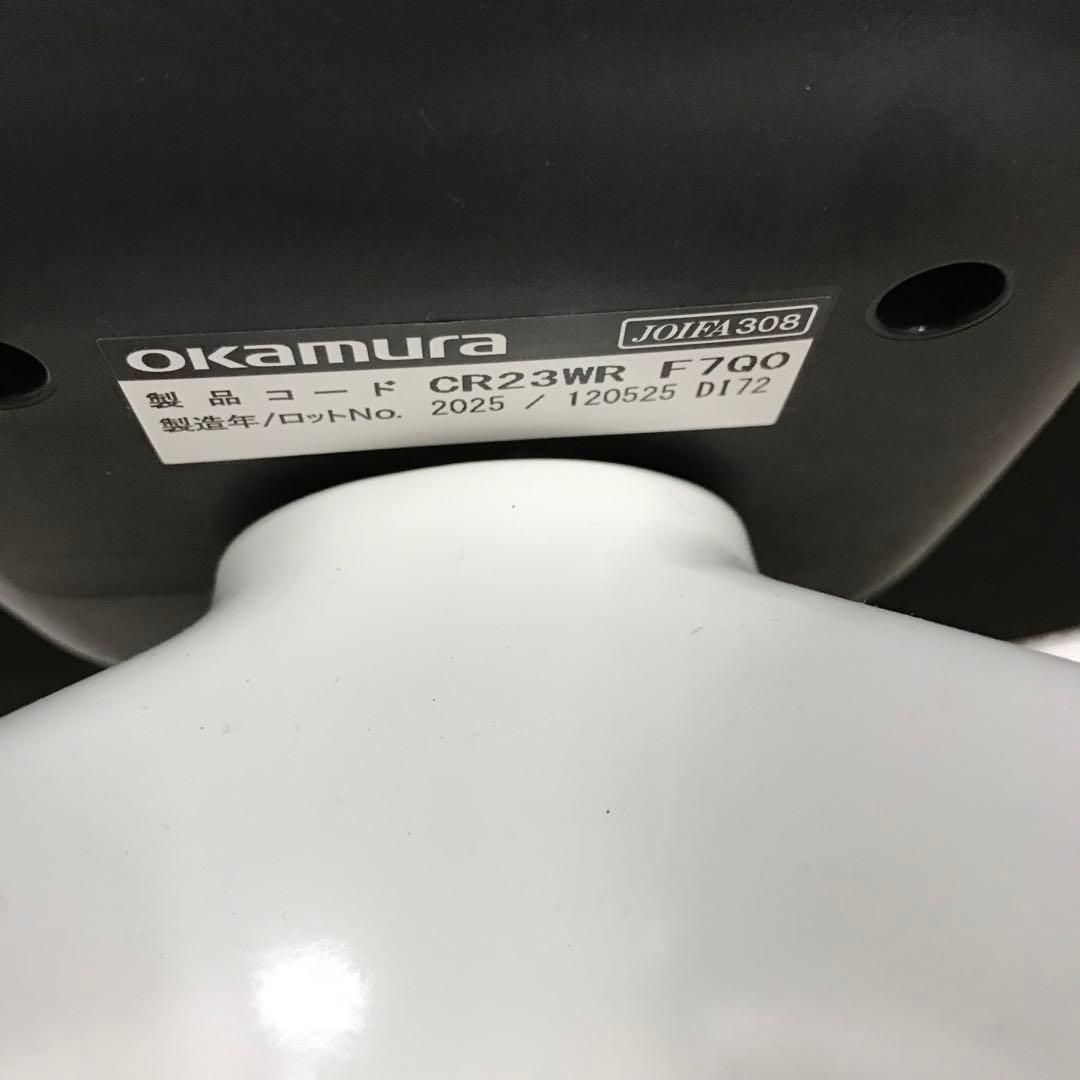 okamura JOIFA308
製品コード CR23WR F7QO
製造年/ロットNo. 2025 / 120525 DI72